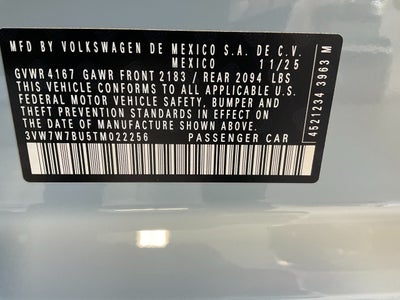 MFD BY VOLKSWAGEN DE MEXICO S.A. DE C.V.
MEXICO 11/25
GVWR 4167 GAWR FRONT 2183 / REAR 2094 LBS
THIS VEHICLE CONFORMS TO ALL APPLICABLE U.S.
FEDERAL MOTOR VEHICLE SAFETY, BUMPER AND
THEFT PREVENTION STANDARDS IN EFFECT ON
THE DATE OF MANUFACTURE SHOWN ABOVE.
3VW7W7BU5TM022256 PASSENGER CAR
4521234 3963 M